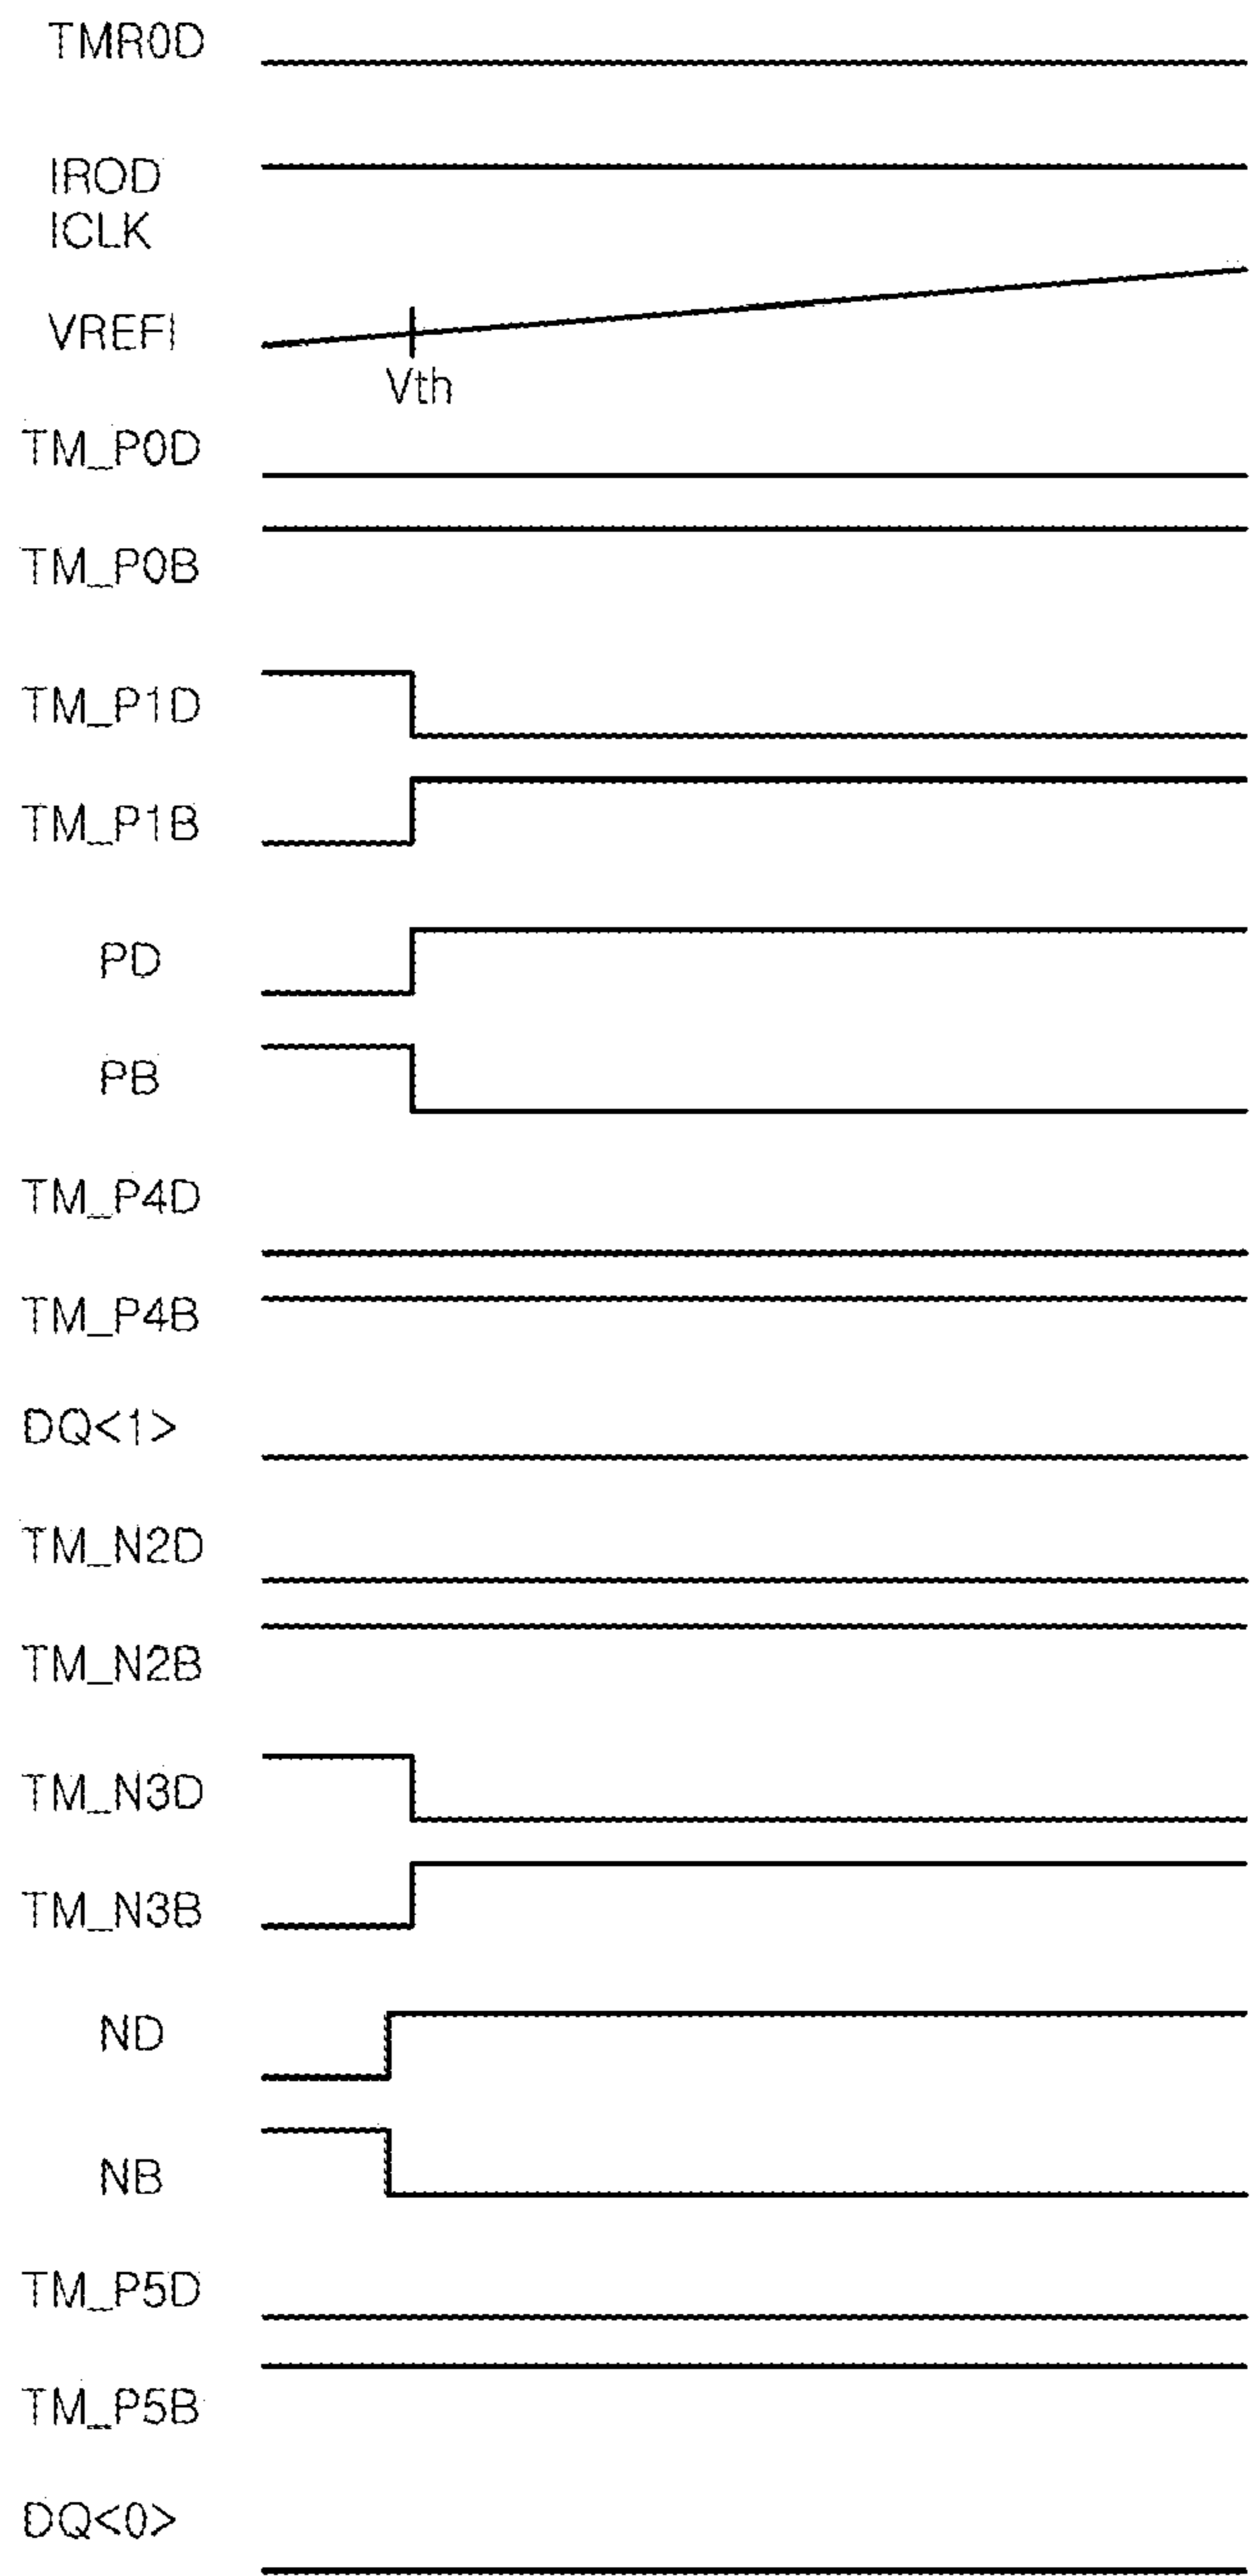 TMR0D
IROD
ICLK
VREFI
Vth
TM_P0D
TM_P0B
TM_P1D
TM_P1B
PD
PB
TM_P4D
TM_P4B
DQ<1>
TM_N2D
TM_N2B
TM_N3D
TM_N3B
ND
NB
TM_P5D
TM_P5B
DQ<0>